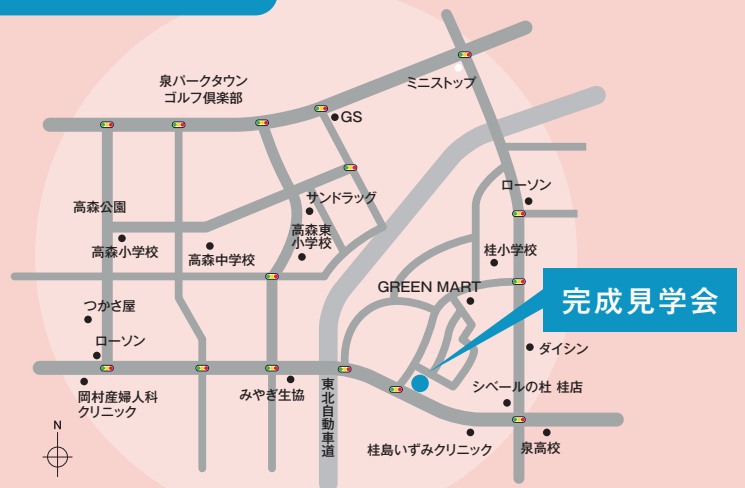 泉パークタウン
ゴルフ倶楽部
ミニストップ
GS
ローソン
高森公園
サンドラッグ
高森東
小学校
高森小学校
高森中学校
桂小学校
GREEN MART
完成見学会
つかさ屋
ローソン
ダイシン
岡村産婦人科
クリニック
みやぎ生協
東北自動車道
シベールの杜 桂店
桂島いずみクリニック
泉高校
N